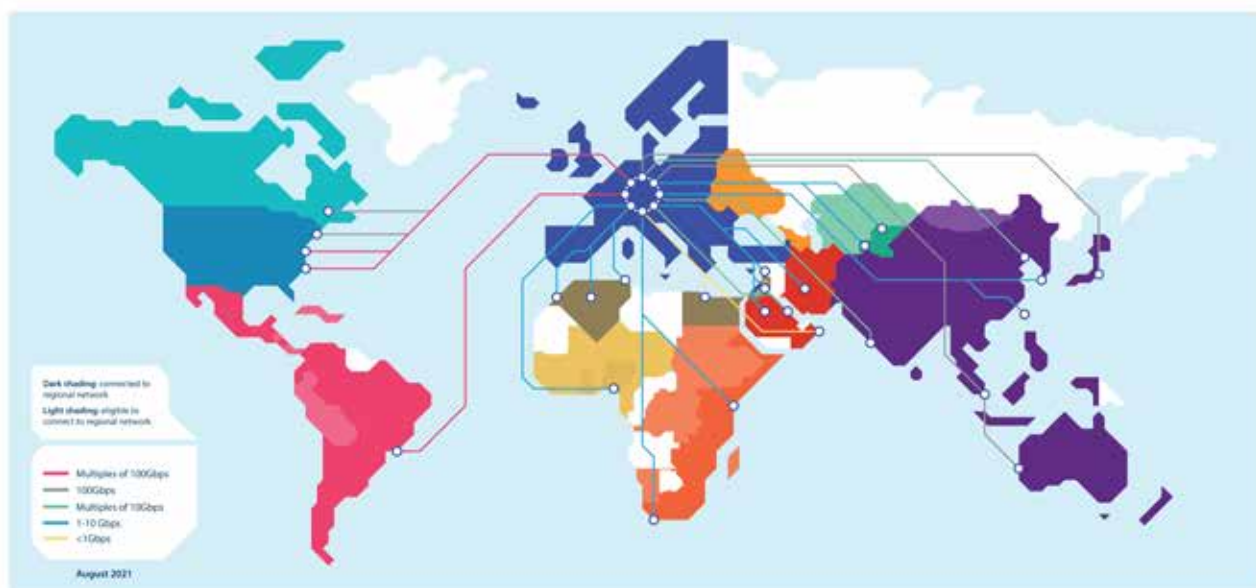 Dark shading: connected to
regional network
Light shading: eligible to
connect to regional network
Multiples of 100Gbps
100Gbps
Multiples of 10Gbps
1-10 Gbps
<1Gbps
August 2021